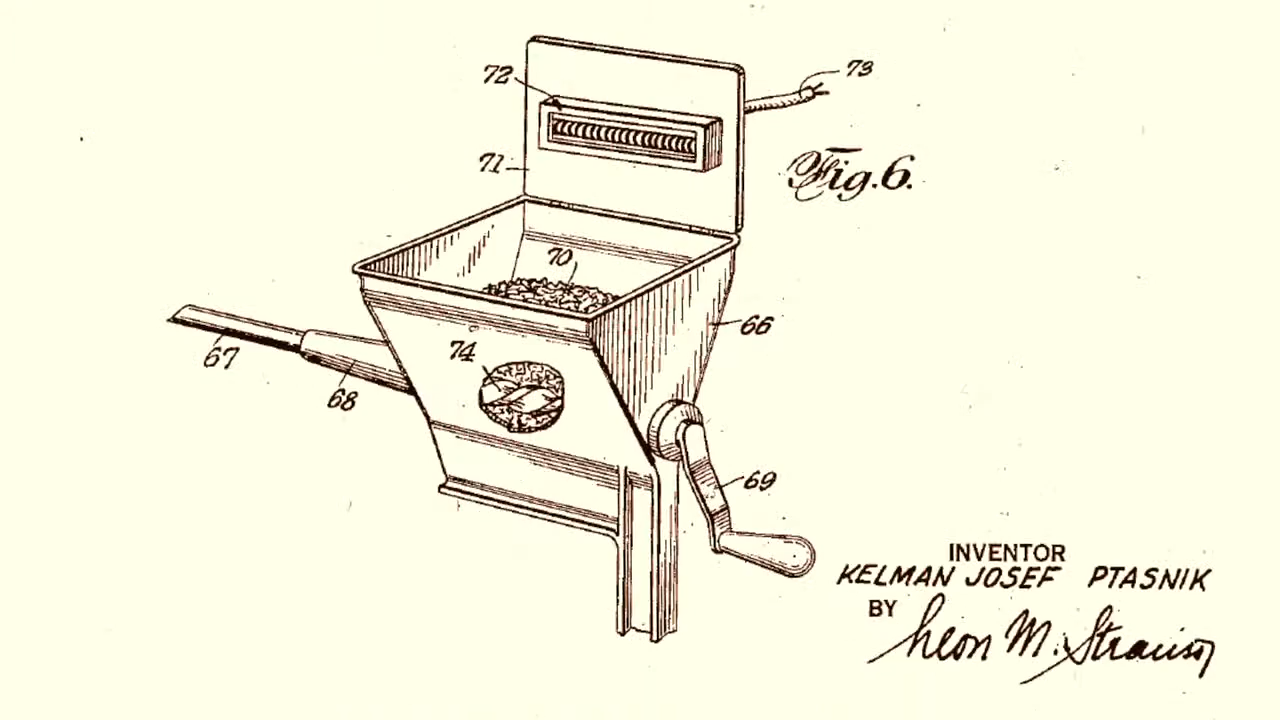 72
73
71
Fig.6.
70
66
67
74
68
69
INVENTOR
KELMAN JOSEF PTASNIK
BY Leon M. Strauss